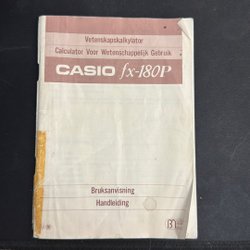 Vetenskapskalkylator
Calculator Voor Wetenschappelijk Gebruik
CASIO fx-180P
Bruksanvisning
Handleiding